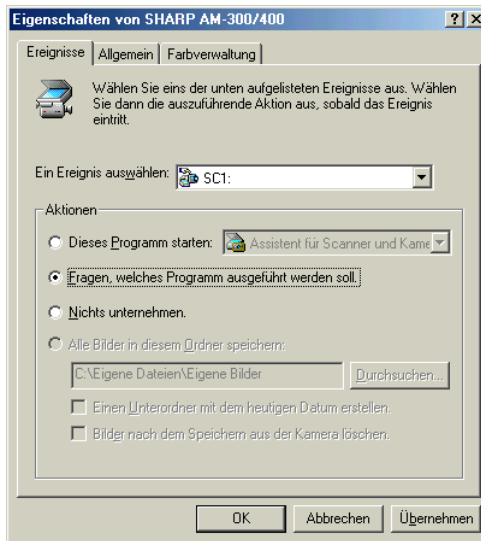 Eigenschaften von SHARP AM-300/400
Ereignisse Allgemein Farbverwaltung
Wählen Sie eins der unten aufgelisteten Ereignisse aus. Wählen
Sie dann die auszuführende Aktion aus, sobald das Ereignis
eintritt.
Ein Ereignis auswählen: SC1:
Aktionen
Dieses Programm starten: Assistent für Scanner und Kame
Fragen, welches Programm ausgeführt werden soll.
Nichts unternehmen.
Alle Bilder in diesem Ordner speichern:
C:\Eigene Dateien\Eigene Bilder Durchsuchen...
Einen Unterordner mit dem heutigen Datum erstellen.
Bilder nach dem Speichern aus der Kamera löschen.
OK Abbrechen Übernehmen